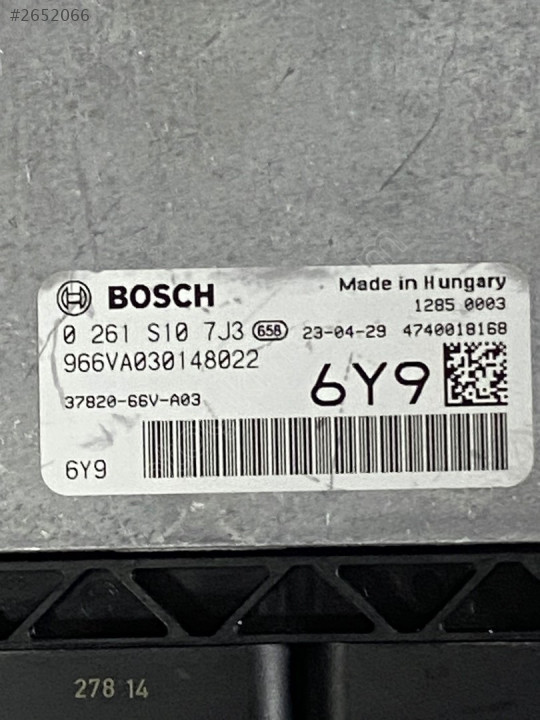 #2652066
BOSCH
Made in Hungary
1285 0003
0 261 S10 7J3 658 23-04-29 4740018168
966VA030148022
37820-66V-A03
6Y9
6Y9
278 14